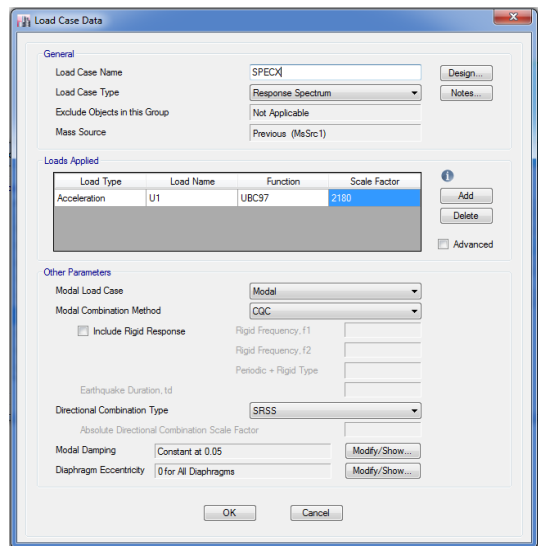 Load Case Data
General
Load Case Name SPECX Design...
Load Case Type Response Spectrum Notes...
Exclude Objects in this Group Not Applicable
Mass Source Previous (MsSrc1)
Loads Applied
Load Type Load Name Function Scale Factor
Acceleration U1 UBC97 2180 Add
Delete
Advanced
Other Parameters
Modal Load Case Modal
Modal Combination Method CQC
Include Rigid Response Rigid Frequency, f1
Rigid Frequency, f2
Periodic + Rigid Type
Earthquake Duration, td
Directional Combination Type SRSS
Absolute Directional Combination Scale Factor
Modal Damping Constant at 0.05 Modify/Show...
Diaphragm Eccentricity 0 for All Diaphragms Modify/Show...
OK Cancel